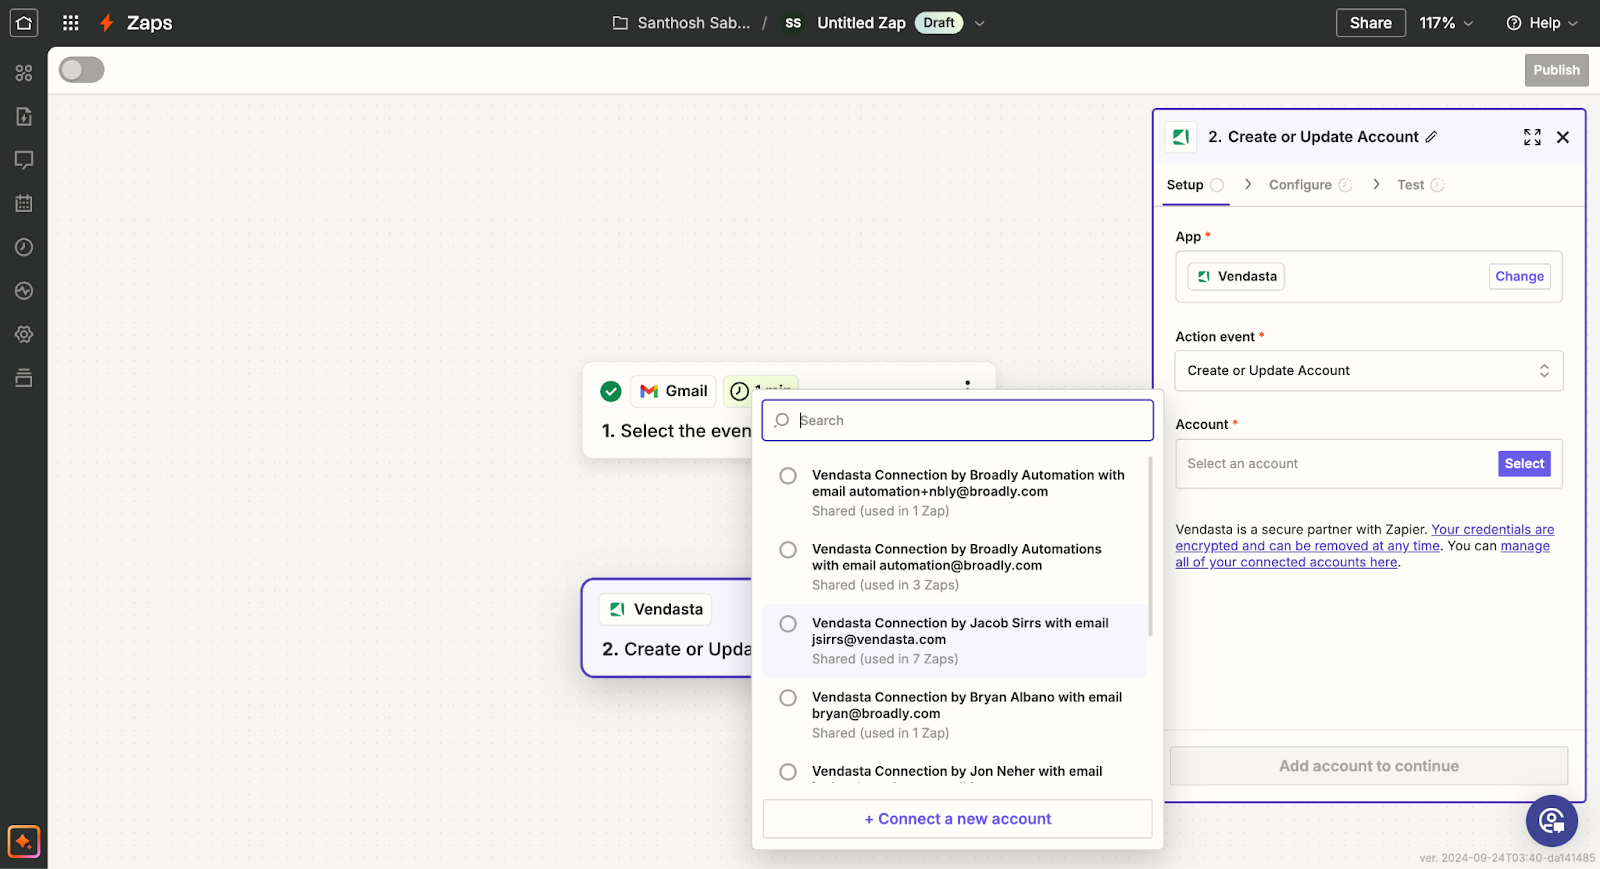 Zaps
Santhosh Sab... / SS Untitled Zap Draft
Share 117% Help
Publish
2. Create or Update Account
Setup Configure Test
App *
Vendasta Change
Action event *
Create or Update Account
Account *
Select an account Select
Vendasta is a secure partner with Zapier. Your credentials are
encrypted and can be removed at any time. You can manage
all of your connected accounts here.
Add account to continue
Gmail 1 min
1. Select the even
Vendasta
2. Create or Upda
Search
Vendasta Connection by Broadly Automation with
email automation+nbly@broadly.com
Shared (used in 1 Zap)
Vendasta Connection by Broadly Automations
with email automation@broadly.com
Shared (used in 3 Zaps)
Vendasta Connection by Jacob Sirrs with email
jsirrs@vendasta.com
Shared (used in 7 Zaps)
Vendasta Connection by Bryan Albano with email
bryan@broadly.com
Shared (used in 1 Zap)
Vendasta Connection by Jon Neher with email
+ Connect a new account
ver. 2024-09-24T03:40-da141485